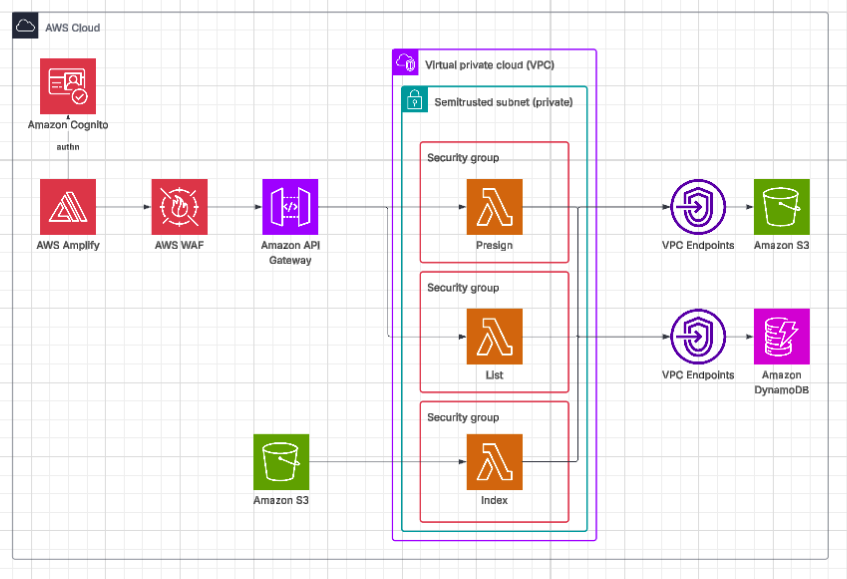 AWS Cloud
Virtual private cloud (VPC)
Semitrusted subnet (private)
Amazon Cognito
authn
Security group
AWS Amplify
AWS WAF
Amazon API
Gateway
Presign
VPC Endpoints
Amazon S3
Security group
List
VPC Endpoints
Amazon
DynamoDB
Security group
Amazon S3
Index